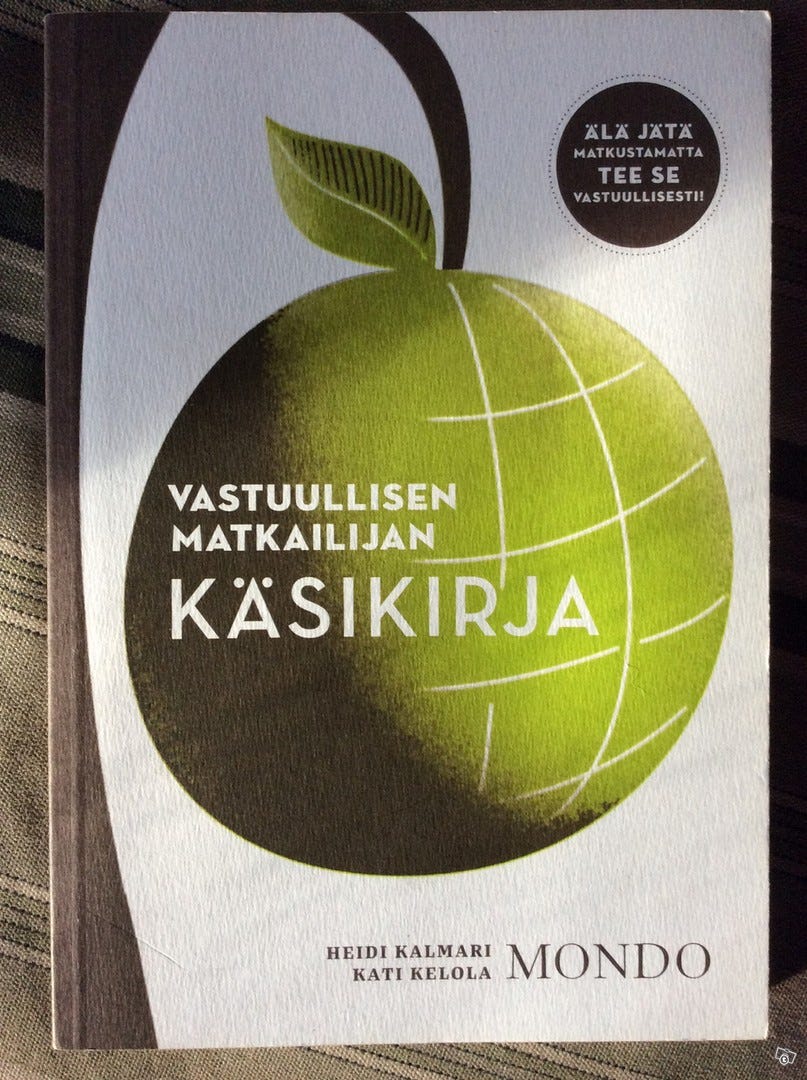 ÄLÄ JÄTÄ
MATKUSTAMATTA
TEE SE
VASTUULLISESTI!
VASTUULLISEN
MATKAILIJAN
KÄSIKIRJA
HEIDI KALMARI
KATI KELOLA
MONDO